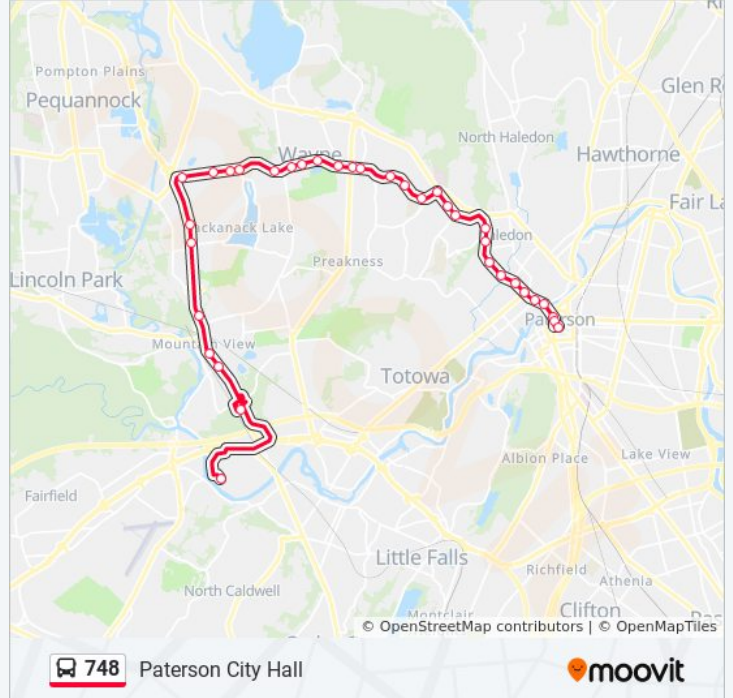 Pompton Plains
Pequannock
Glen R
North Haledon
Wayne
Hawthorne
Fair La
ackanack Lake
aledon
Preakness
Lincoln Park
Paterson
Mountain View
Totowa
Albion Place
Lake View
Fairfield
Little Falls
Richfield
Athenia
North Caldwell
Clifton
Montclair
© OpenStreetMap contributors | © OpenMapTiles
748 Paterson City Hall
moovit